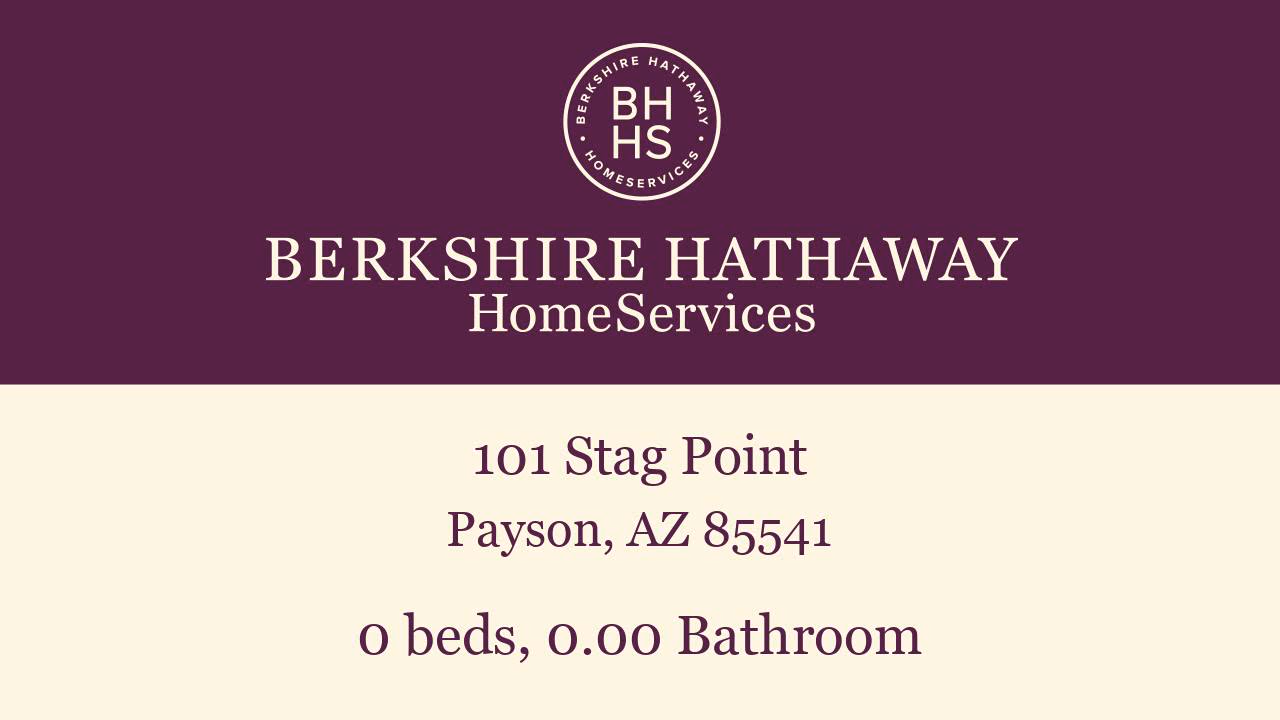 BERKSHIRE HATHAWAY
BH
HS
HOMESERVICES
BERKSHIRE HATHAWAY
HomeServices
101 Stag Point
Payson, AZ 85541
0 beds, 0.00 Bathroom